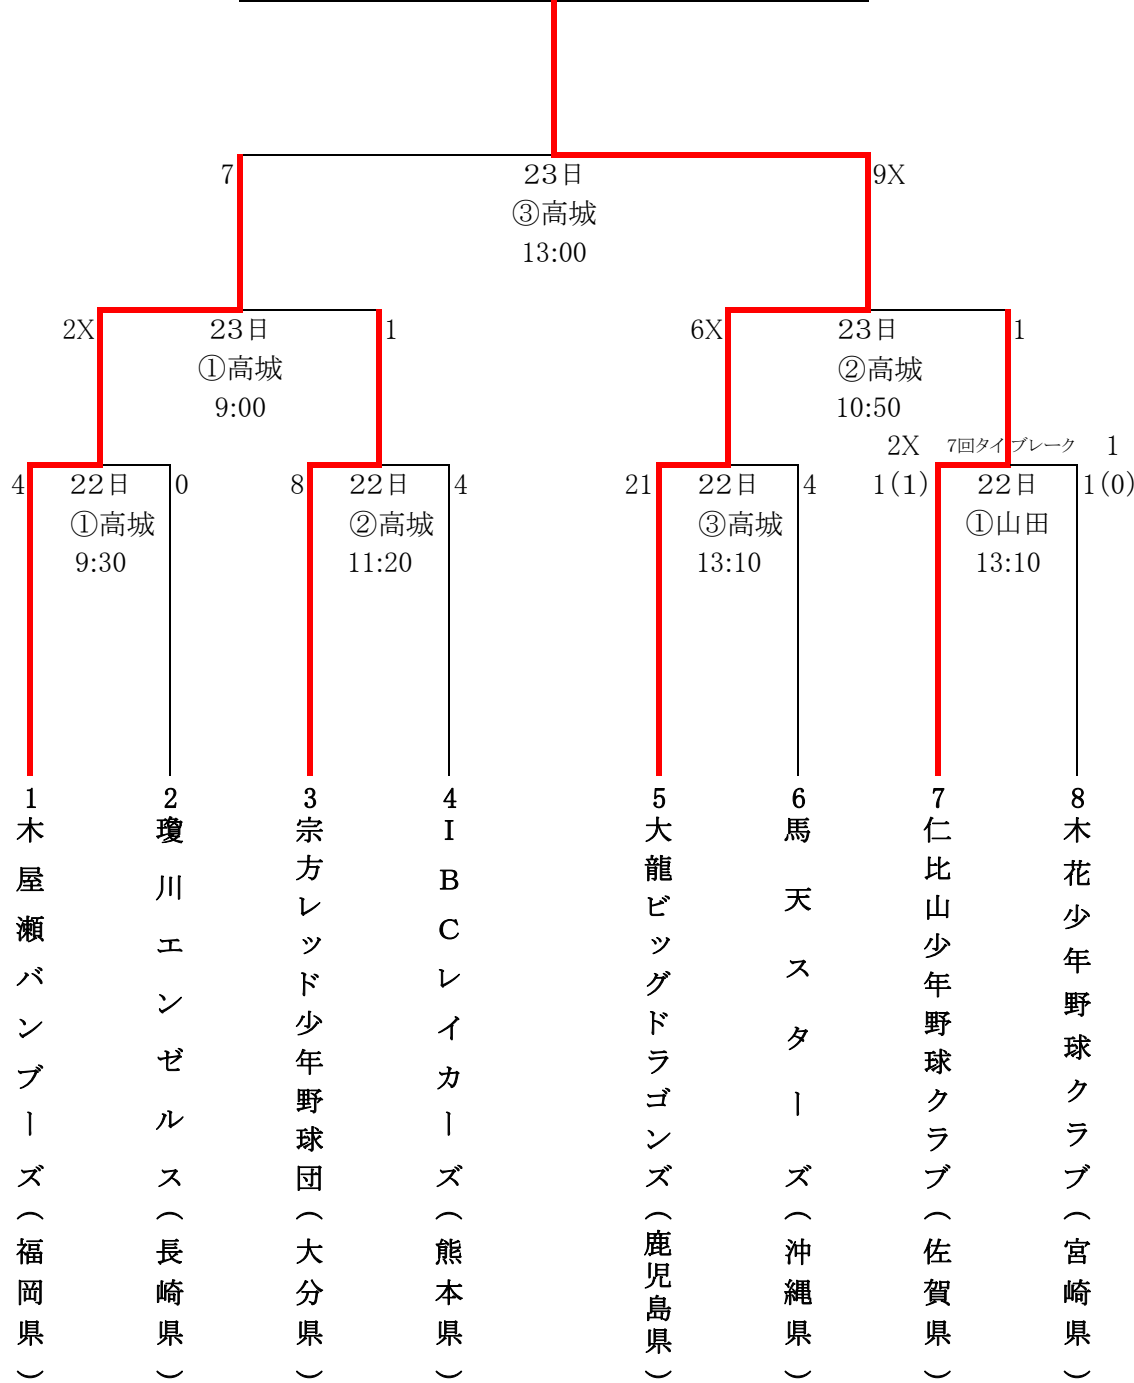 7 23日 9X
③高城
13:00
2X 23日 1
①高城
9:00
6X 23日 1
②高城
10:50
2X 7回タイブレーク 1
4 22日 0
①高城
9:30
8 22日 4
②高城
11:20
21 22日 4
③高城
13:10
1(1) 22日 1(0)
①山田
13:10
1
木屋瀬バンブーズ(福岡県)
2
瓊川エンゼルス(長崎県)
3
宗方レッド少年野球団(大分県)
4
IBCレイカーズ(熊本県)
5
大龍ビッグドラゴンズ(鹿児島県)
6
馬天スターズ(沖縄県)
7
仁比山少年野球クラブ(佐賀県)
8
木花少年野球クラブ(宮崎県)